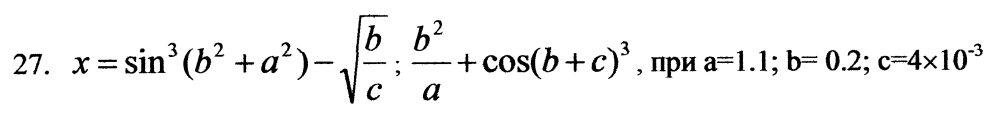 27. x = sin³(b² + a²) − √(b/c) ; b²/a + cos(b + c)³ , при a=1.1; b= 0.2; c=4×10⁻³